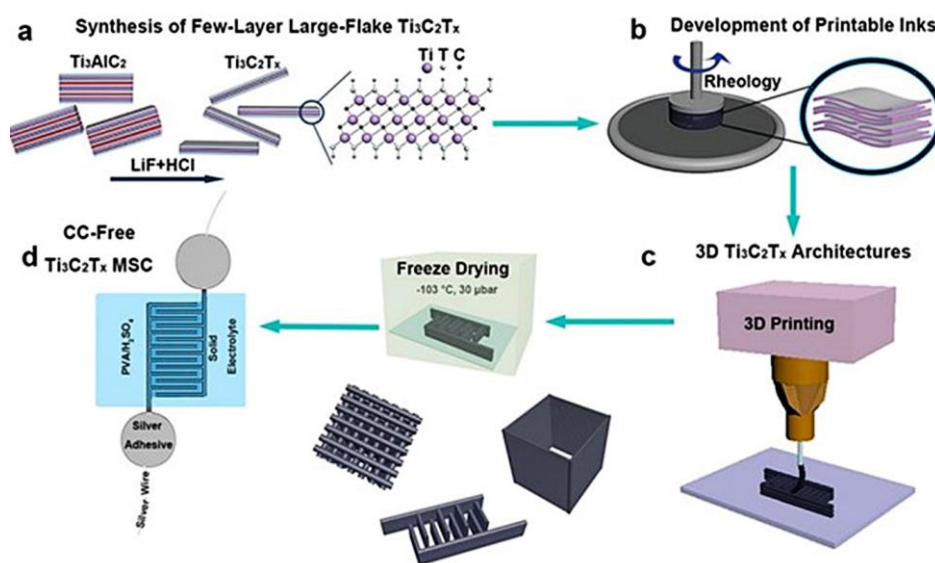 a
Synthesis of Few-Layer Large-Flake Ti₃C₂Tₓ
Ti₃AlC₂
Ti₃C₂Tₓ
Ti T C
LiF+HCl
b
Development of Printable Inks
Rheology
c
3D Ti₃C₂Tₓ Architectures
3D Printing
Freeze Drying
-103 °C, 30 µbar
d
CC-Free
Ti₃C₂Tₓ MSC
PVA/H₂SO₄
Solid
Electrolyte
Silver
Adhesive
Silver Wire